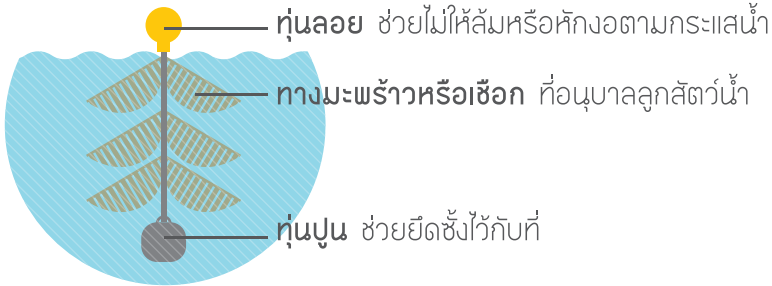 ทุ่นลอย ช่วยไม่ให้ล้มหรือหักงอตามกระแสน้ำ
ทางมะพร้าวหรือเชือก ที่อนุบาลลูกสัตว์น้ำ
ทุ่นปูน ช่วยยึดซั้งไว้กับที่